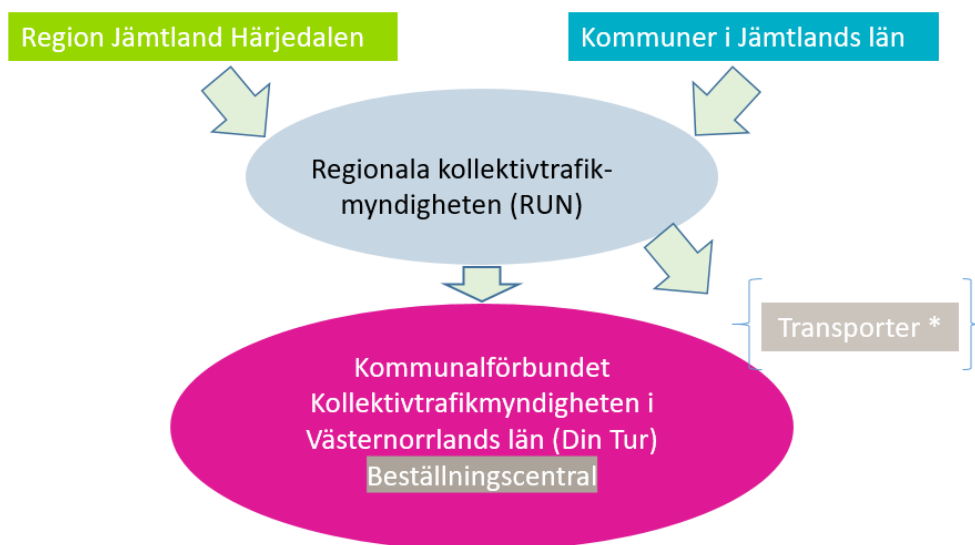 Region Jämtland Härjedalen
Kommuner i Jämtlands län
Regionala kollektivtrafik-
myndigheten (RUN)
Transporter *
Kommunalförbundet
Kollektivtrafikmyndigheten i
Västernorrlands län (Din Tur)
Beställningscentral